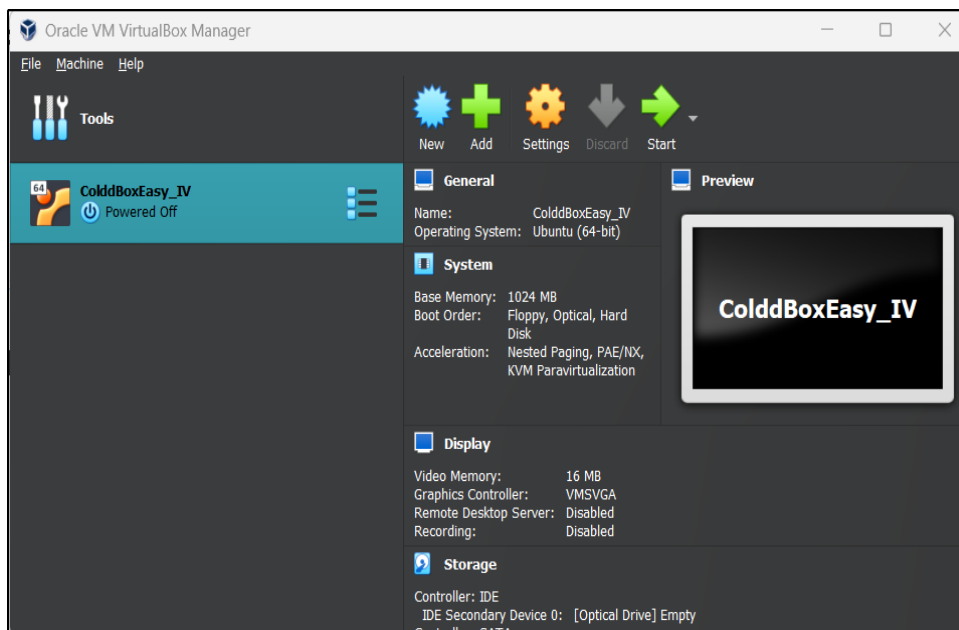 Oracle VM VirtualBox Manager
File Machine Help
Tools
New Add Settings Discard Start
64
ColddBoxEasy_IV
Powered Off
General
Name: ColddBoxEasy_IV
Operating System: Ubuntu (64-bit)
System
Base Memory: 1024 MB
Boot Order: Floppy, Optical, Hard
Disk
Acceleration: Nested Paging, PAE/NX,
KVM Paravirtualization
Preview
ColddBoxEasy_IV
Display
Video Memory: 16 MB
Graphics Controller: VMSVGA
Remote Desktop Server: Disabled
Recording: Disabled
Storage
Controller: IDE
IDE Secondary Device 0: [Optical Drive] Empty